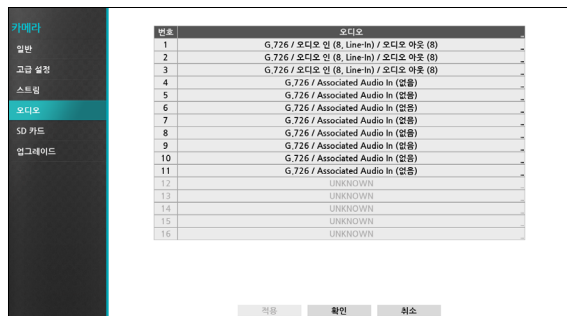 카메라
일반
고급 설정
스트림
오디오
SD 카드
업그레이드
번호 오디오
1 G.726 / 오디오 인 (8, Line-In) / 오디오 아웃 (8) ...
2 G.726 / 오디오 인 (8, Line-In) / 오디오 아웃 (8) ...
3 G.726 / 오디오 인 (8, Line-In) / 오디오 아웃 (8) ...
4 G.726 / Associated Audio In (없음) ...
5 G.726 / Associated Audio In (없음) ...
6 G.726 / Associated Audio In (없음) ...
7 G.726 / Associated Audio In (없음) ...
8 G.726 / Associated Audio In (없음) ...
9 G.726 / Associated Audio In (없음) ...
10 G.726 / Associated Audio In (없음) ...
11 G.726 / Associated Audio In (없음) ...
12 UNKNOWN ...
13 UNKNOWN ...
14 UNKNOWN ...
15 UNKNOWN ...
16 UNKNOWN ...
적용 확인 취소